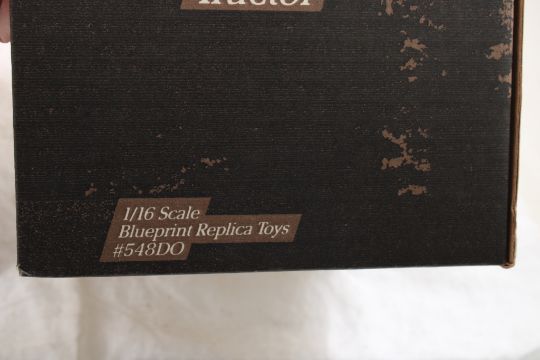 Tractor
1/16 Scale
Blueprint Replica Toys
#548DO